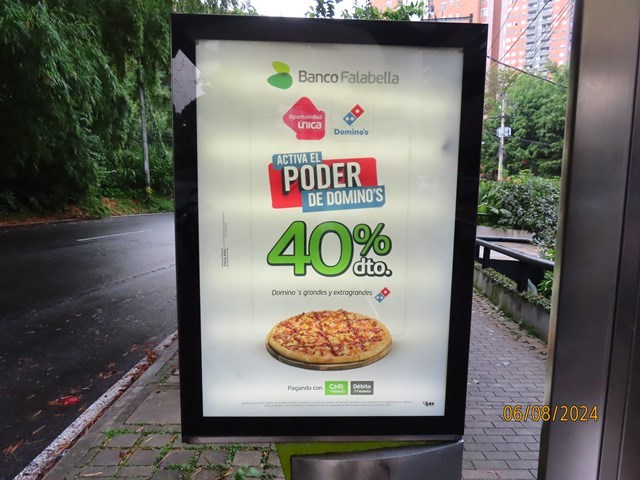 Banco Falabella
Oportunidad
única
Domino's
ACTIVA EL
PODER
DE DOMINO'S
40%
dto.
Domino´s grandes y extragrandes.
Pagando con CMR Débito
06/08/2024